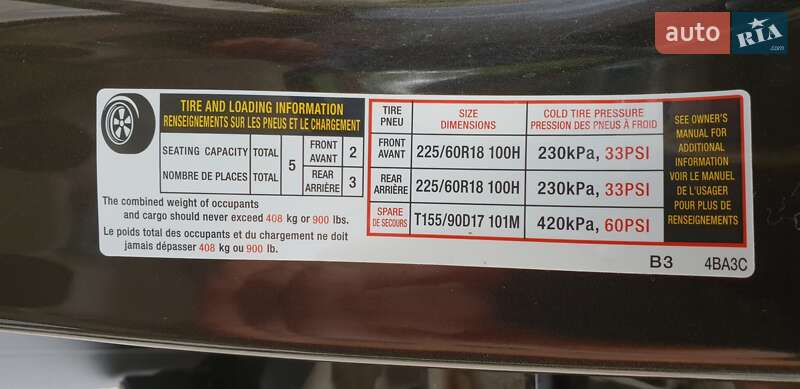 auto RIA.com
TIRE AND LOADING INFORMATION
RENSEIGNEMENTS SUR LES PNEUS ET LE CHARGEMENT
SEATING CAPACITY TOTAL 5 FRONT AVANT 2
NOMBRE DE PLACES TOTAL REAR ARRIÈRE 3
The combined weight of occupants
and cargo should never exceed 408 kg or 900 lbs.
Le poids total des occupants et du chargement ne doit
jamais dépasser 408 kg ou 900 lb.
TIRE PNEU SIZE DIMENSIONS COLD TIRE PRESSURE PRESSION DES PNEUS À FROID
FRONT AVANT 225/60R18 100H 230kPa, 33PSI
REAR ARRIÈRE 225/60R18 100H 230kPa, 33PSI
SPARE DE SECOURS T155/90D17 101M 420kPa, 60PSI
SEE OWNER'S
MANUAL FOR
ADDITIONAL
INFORMATION
VOIR LE MANUEL
DE L'USAGER
POUR PLUS DE
RENSEIGNEMENTS
B3 4BA3C